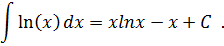 ∫ ln(x) dx = xlnx − x + C .